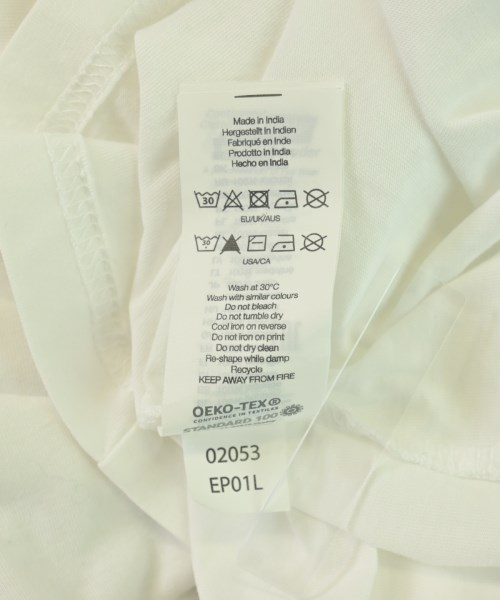 Made in India
Hergestellt in Indien
Fabriqué en Inde
Prodotto in India
Hecho en India
30
EU/UK/AUS
30
USA/CA
Wash at 30°C
Wash with similar colours
Do not bleach
Do not tumble dry
Cool iron on reverse
Do not iron on print
Do not dry clean
Re-shape while damp
Recycle
KEEP AWAY FROM FIRE
OEKO-TEX®
CONFIDENCE IN TEXTILES
STANDARD 100
02053
EP01L